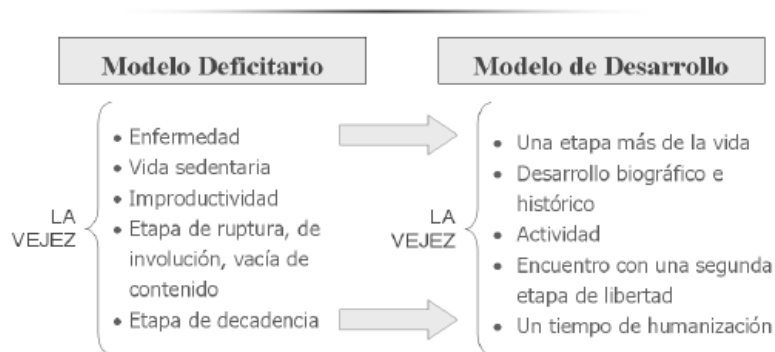 Modelo Deficitario
LA
VEJEZ
• Enfermedad
• Vida sedentaria
• Improductividad
• Etapa de ruptura, de
involución, vacía de
contenido
• Etapa de decadencia
Modelo de Desarrollo
LA
VEJEZ
• Una etapa más de la vida
• Desarrollo biográfico e
histórico
• Actividad
• Encuentro con una segunda
etapa de libertad
• Un tiempo de humanización